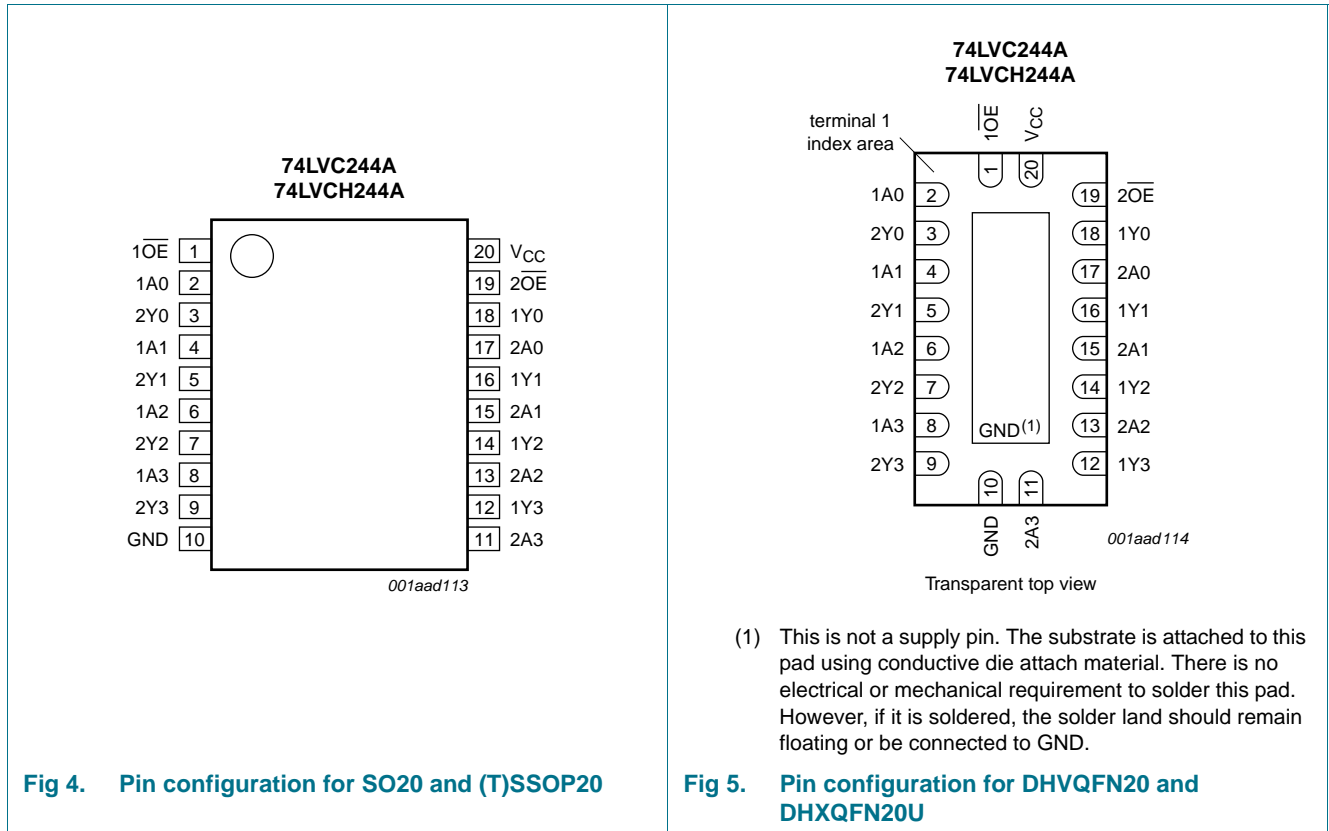 74LVC244A
74LVCH244A
1OE 1
1A0 2
2Y0 3
1A1 4
2Y1 5
1A2 6
2Y2 7
1A3 8
2Y3 9
GND 10
20 VCC
19 2OE
18 1Y0
17 2A0
16 1Y1
15 2A1
14 1Y2
13 2A2
12 1Y3
11 2A3
001aad113
Fig 4. Pin configuration for SO20 and (T)SSOP20
74LVC244A
74LVCH244A
terminal 1
index area
1OE
VCC
1
20
1A0 2
2Y0 3
1A1 4
2Y1 5
1A2 6
2Y2 7
1A3 8
2Y3 9
19 2OE
18 1Y0
17 2A0
16 1Y1
15 2A1
14 1Y2
13 2A2
12 1Y3
GND(1)
10
11
GND
2A3
001aad114
Transparent top view
(1) This is not a supply pin. The substrate is attached to this
pad using conductive die attach material. There is no
electrical or mechanical requirement to solder this pad.
However, if it is soldered, the solder land should remain
floating or be connected to GND.
Fig 5. Pin configuration for DHVQFN20 and
DHXQFN20U